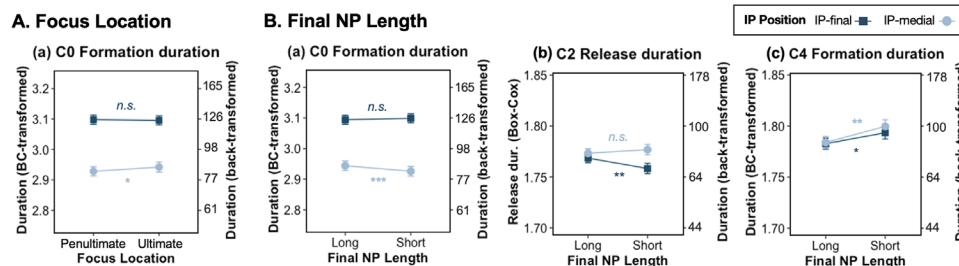 A. Focus Location
B. Final NP Length
IP Position IP-final IP-medial
(a) C0 Formation duration
Duration (BC-transformed)
3.2
3.1
3.0
2.9
2.8
n.s.
*
165
126
98
77
61
Duration (back-transformed)
Penultimate Ultimate
Focus Location
(a) C0 Formation duration
Duration (BC-transformed)
3.2
3.1
3.0
2.9
2.8
n.s.
***
165
126
98
77
61
Duration (back-transformed)
Long Short
Final NP Length
(b) C2 Release duration
Release dur. (Box-Cox)
1.85
1.80
1.75
1.70
n.s.
**
178
100
64
44
Duration (back-transformed)
Long Short
Final NP Length
(c) C4 Formation duration
Duration (BC-transformed)
1.85
1.80
1.75
1.70
**
*
178
100
64
44
Long Short
Final NP Length